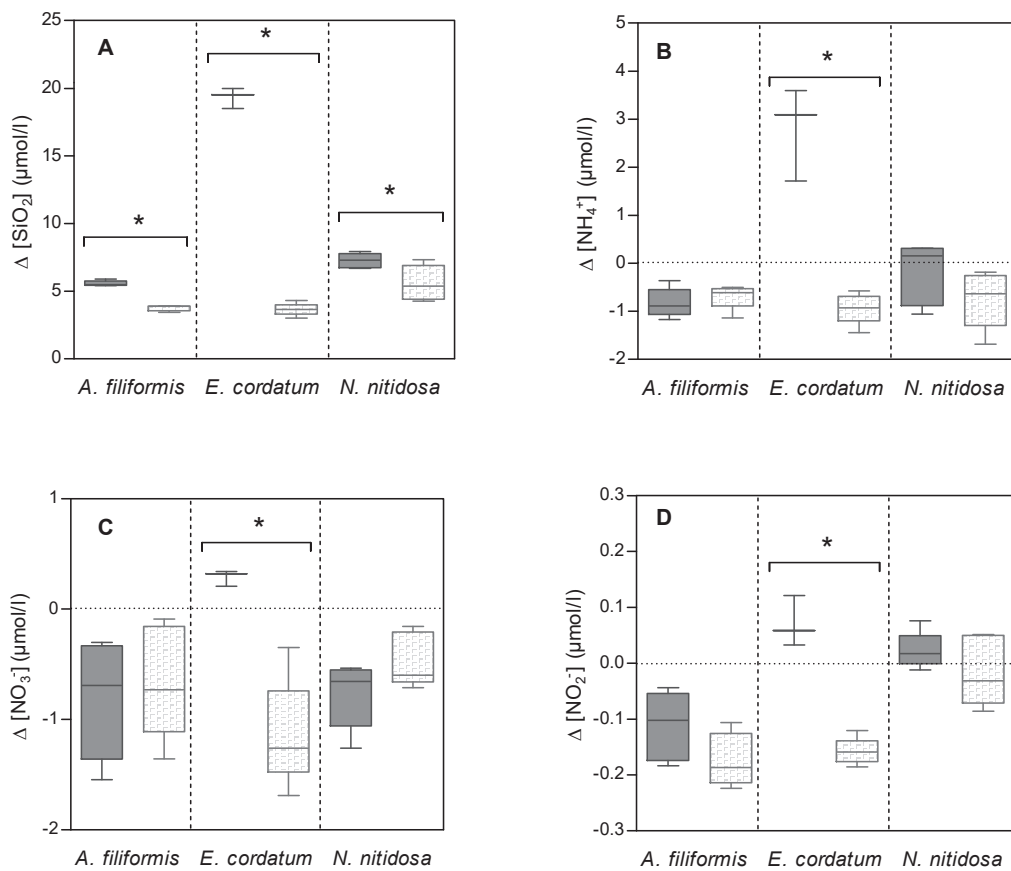 A
Δ [SiO₂] (µmol/l)
25
20
15
10
5
0
*
*
*
A. filiformis E. cordatum N. nitidosa
B
Δ [NH₄⁺] (µmol/l)
5
4
3
2
1
0
-1
-2
*
A. filiformis E. cordatum N. nitidosa
C
Δ [NO₃⁻] (µmol/l)
1
0
-1
-2
*
A. filiformis E. cordatum N. nitidosa
D
Δ [NO₂⁻] (µmol/l)
0.3
0.2
0.1
0.0
-0.1
-0.2
-0.3
*
A. filiformis E. cordatum N. nitidosa